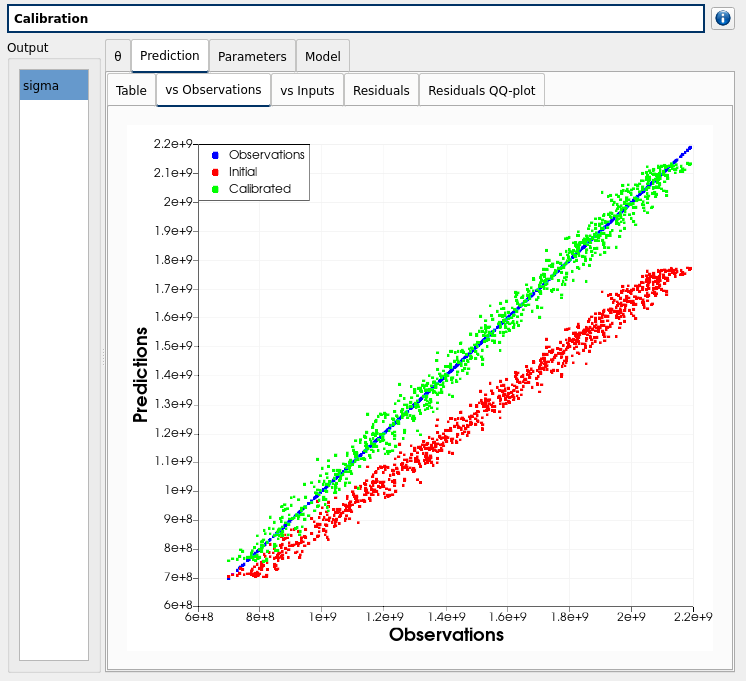 Calibration
Output
sigma
θ
Prediction
Parameters
Model
Table
vs Observations
vs Inputs
Residuals
Residuals QQ-plot
Observations
Initial
Calibrated
2.2e+9
2.1e+9
2e+9
1.9e+9
1.8e+9
1.7e+9
1.6e+9
1.5e+9
1.4e+9
1.3e+9
1.2e+9
1.1e+9
1e+9
9e+8
8e+8
7e+8
6e+8
Predictions
6e+8
8e+8
1e+9
1.2e+9
1.4e+9
1.6e+9
1.8e+9
2e+9
2.2e+9
Observations